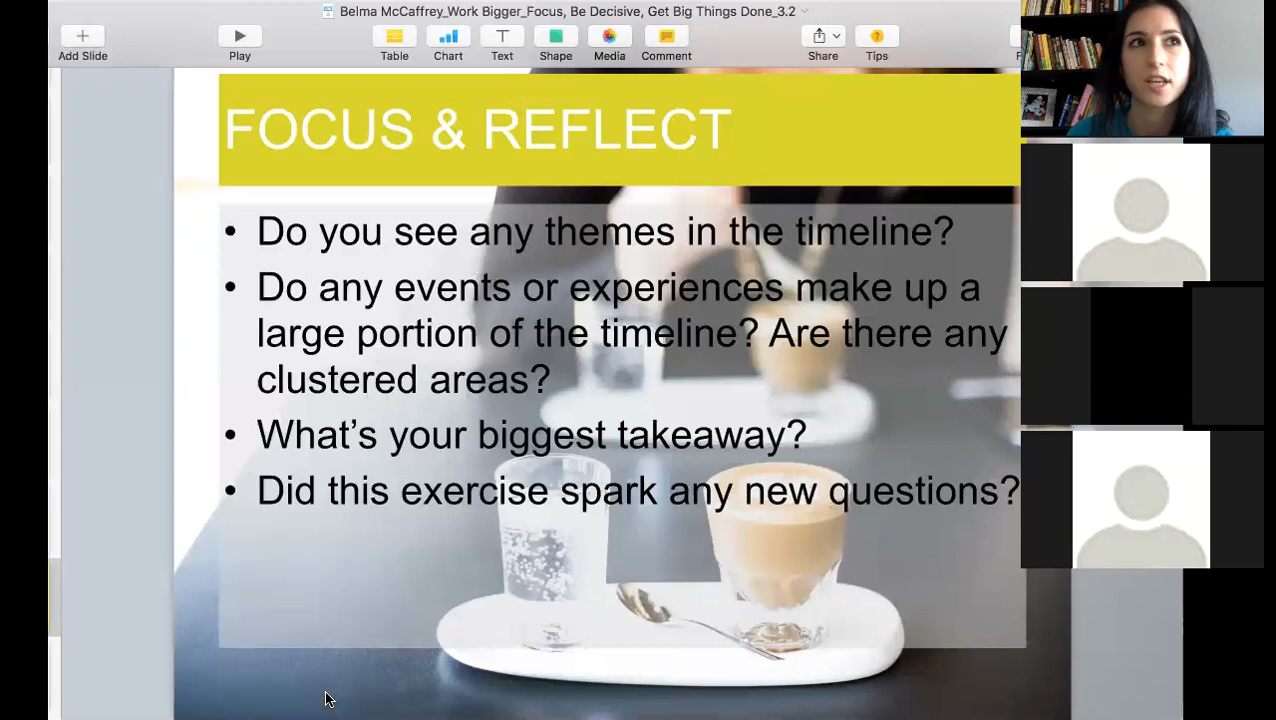 Belma McCaffrey_Work Bigger_Focus, Be Decisive, Get Big Things Done_3.2
Add Slide
Play
Table
Chart
Text
Shape
Media
Comment
Share
Tips
FOCUS & REFLECT
• Do you see any themes in the timeline?
• Do any events or experiences make up a
large portion of the timeline? Are there any
clustered areas?
• What's your biggest takeaway?
• Did this exercise spark any new questions?